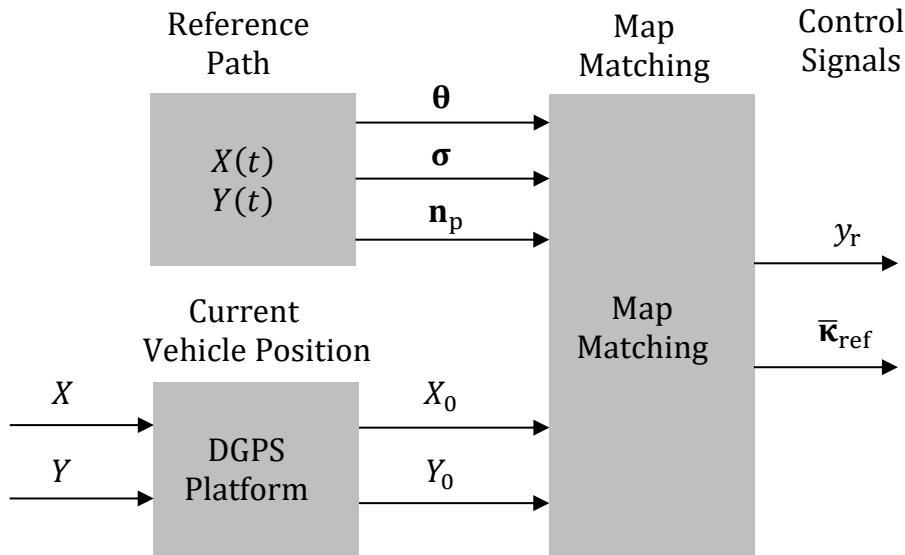 Reference
Path
Map
Matching
Control
Signals
X(t)
Y(t)
θ
σ
n_p
y_r
κ̄_ref
Map
Matching
Current
Vehicle Position
X
Y
DGPS
Platform
X_0
Y_0